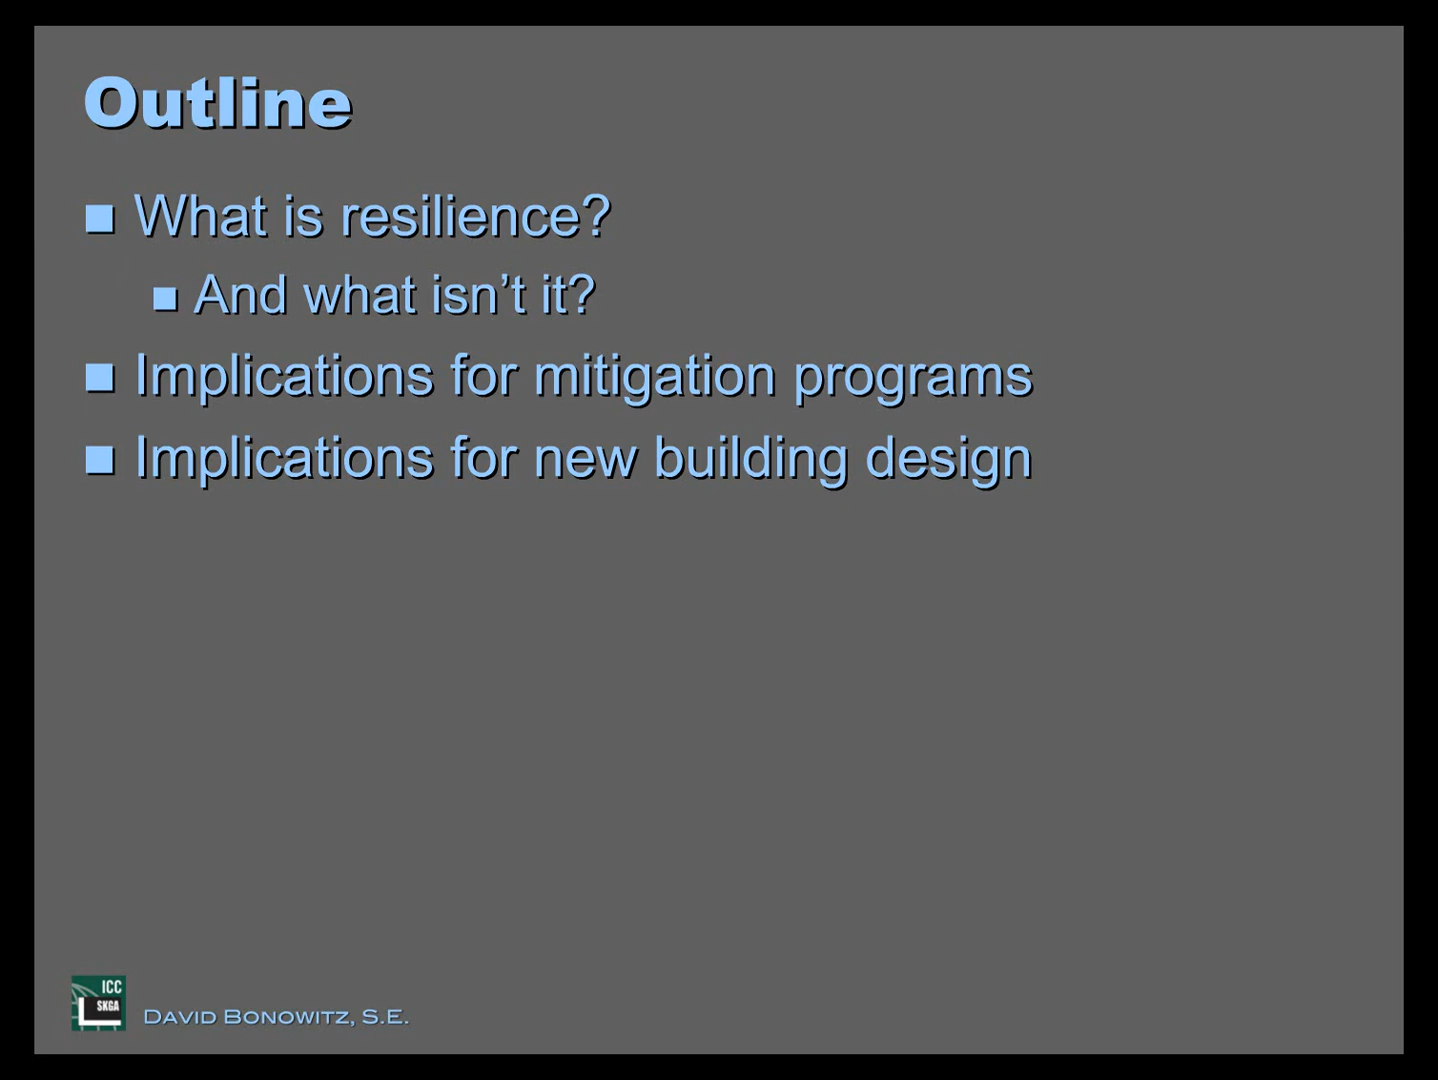 Outline
What is resilience?
And what isn’t it?
Implications for mitigation programs
Implications for new building design
ICC
SKGA
David Bonowitz, S.E.